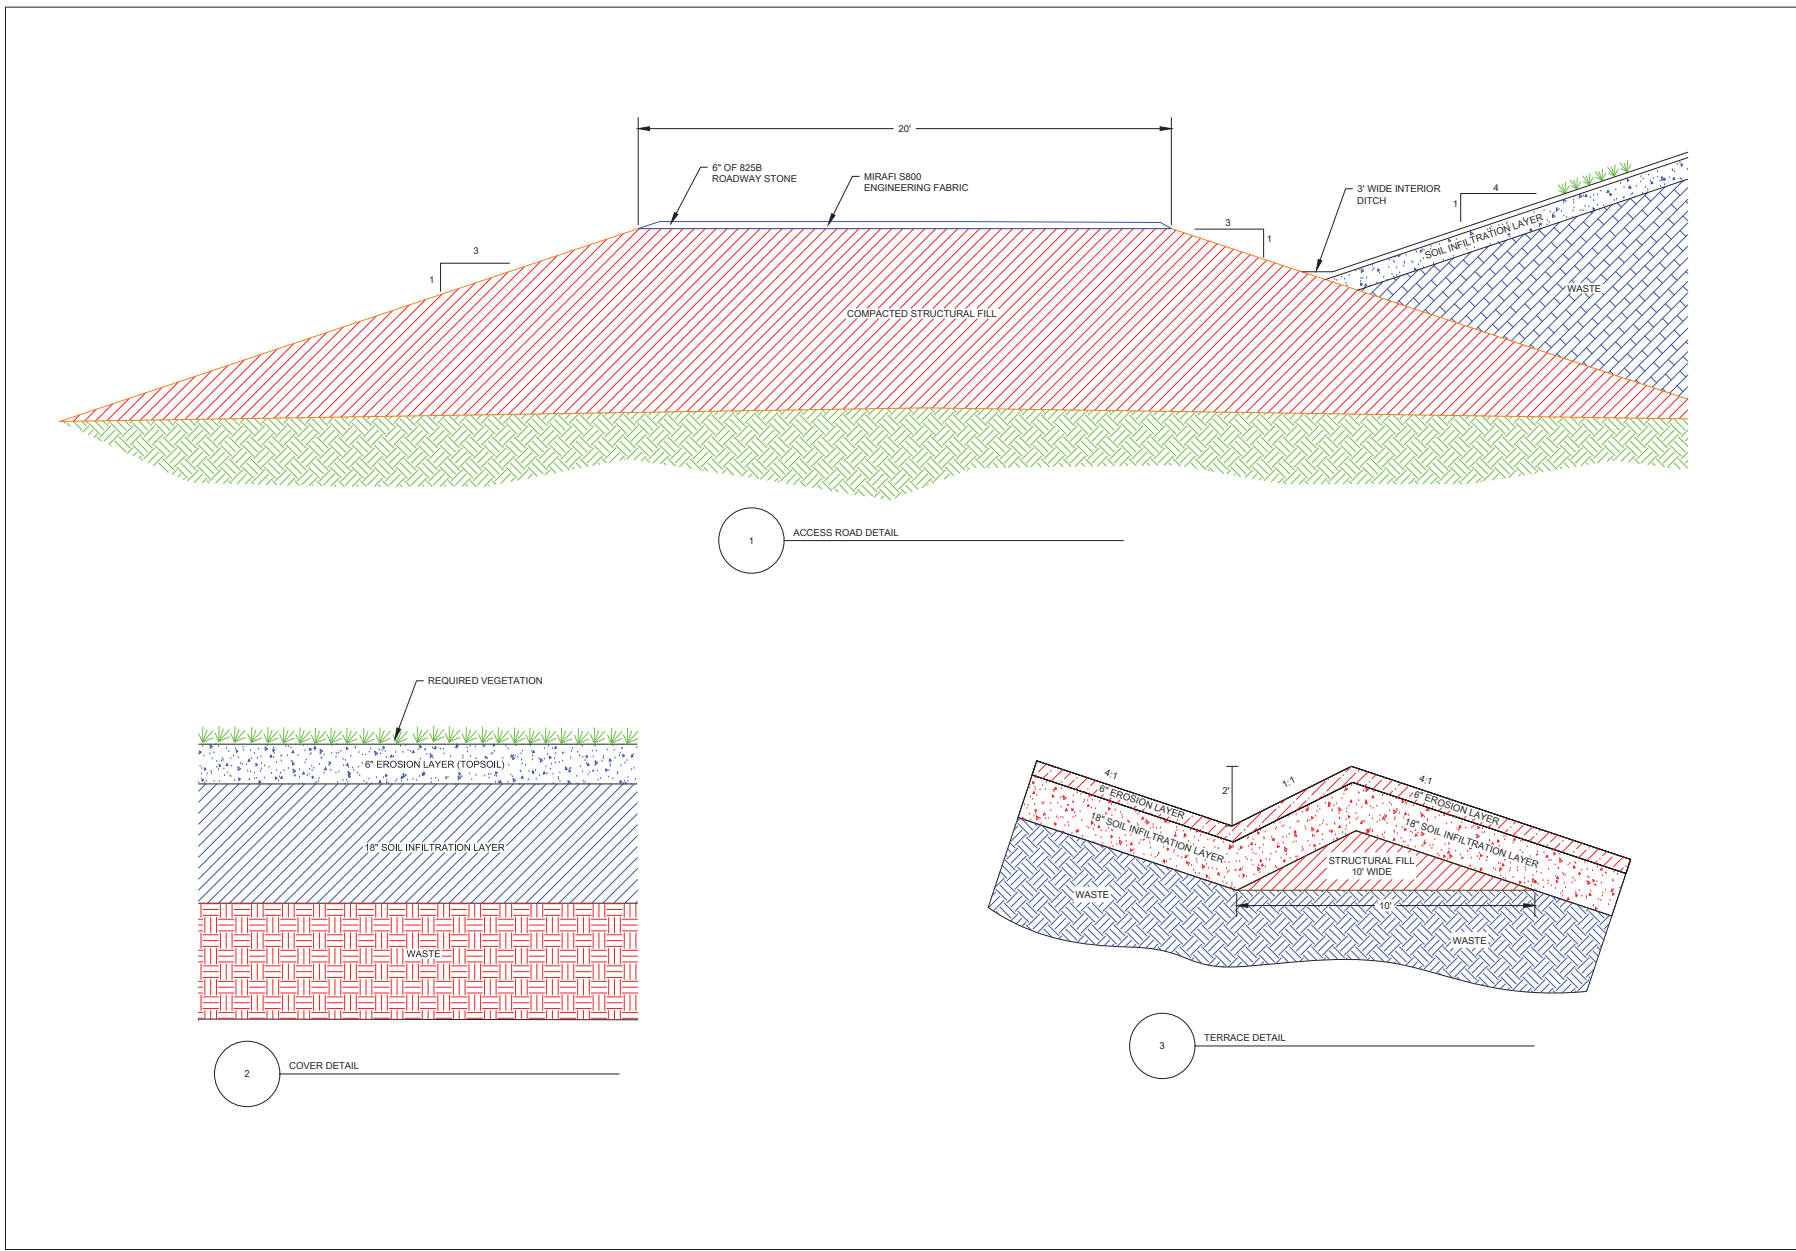 20'
6" OF 825B
ROADWAY STONE
MIRAFI S800
ENGINEERING FABRIC
3' WIDE INTERIOR
DITCH
4
1
3
1
3
1
SOIL INFILTRATION LAYER
WASTE
COMPACTED STRUCTURAL FILL
1
ACCESS ROAD DETAIL
REQUIRED VEGETATION
6" EROSION LAYER (TOPSOIL)
18" SOIL INFILTRATION LAYER
WASTE
2
COVER DETAIL
4:1
6" EROSION LAYER
18" SOIL INFILTRATION LAYER
2'
1:1
4:1
6" EROSION LAYER
18" SOIL INFILTRATION LAYER
STRUCTURAL FILL
10' WIDE
WASTE
10'
WASTE
3
TERRACE DETAIL